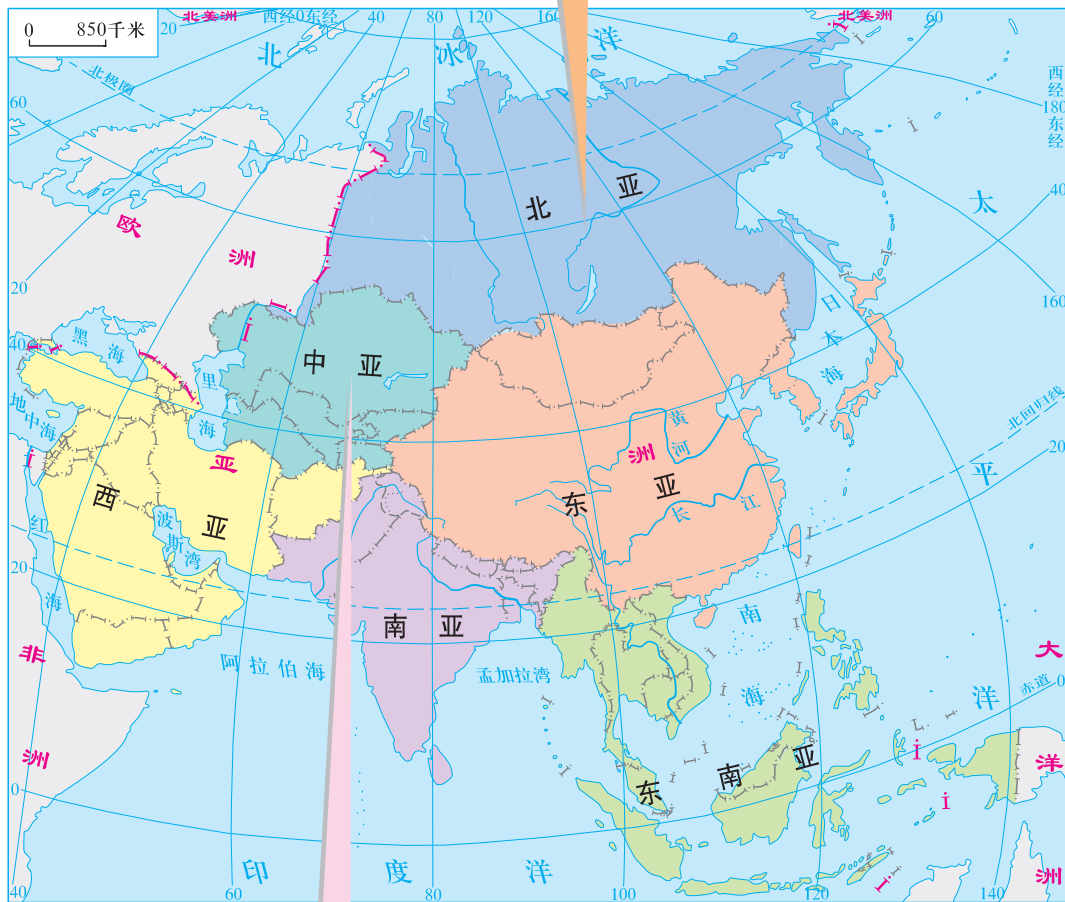 0 850千米
北美洲
20
西经0东经
40
80
120
160
北美洲
60
北冰洋
西经
180
东经
北极圈
60
欧洲
北亚
太
40
20
160
日本海
黑海
40
里海
中亚
地中海
北回归线
20
亚
洲
黄河
东亚
长江
平
西亚
波斯湾
红海
20
南亚
南海
阿拉伯海
孟加拉湾
非洲
大洋洲
赤道
0
洋
东南亚
0
印度洋
40
60
80
100
120
140